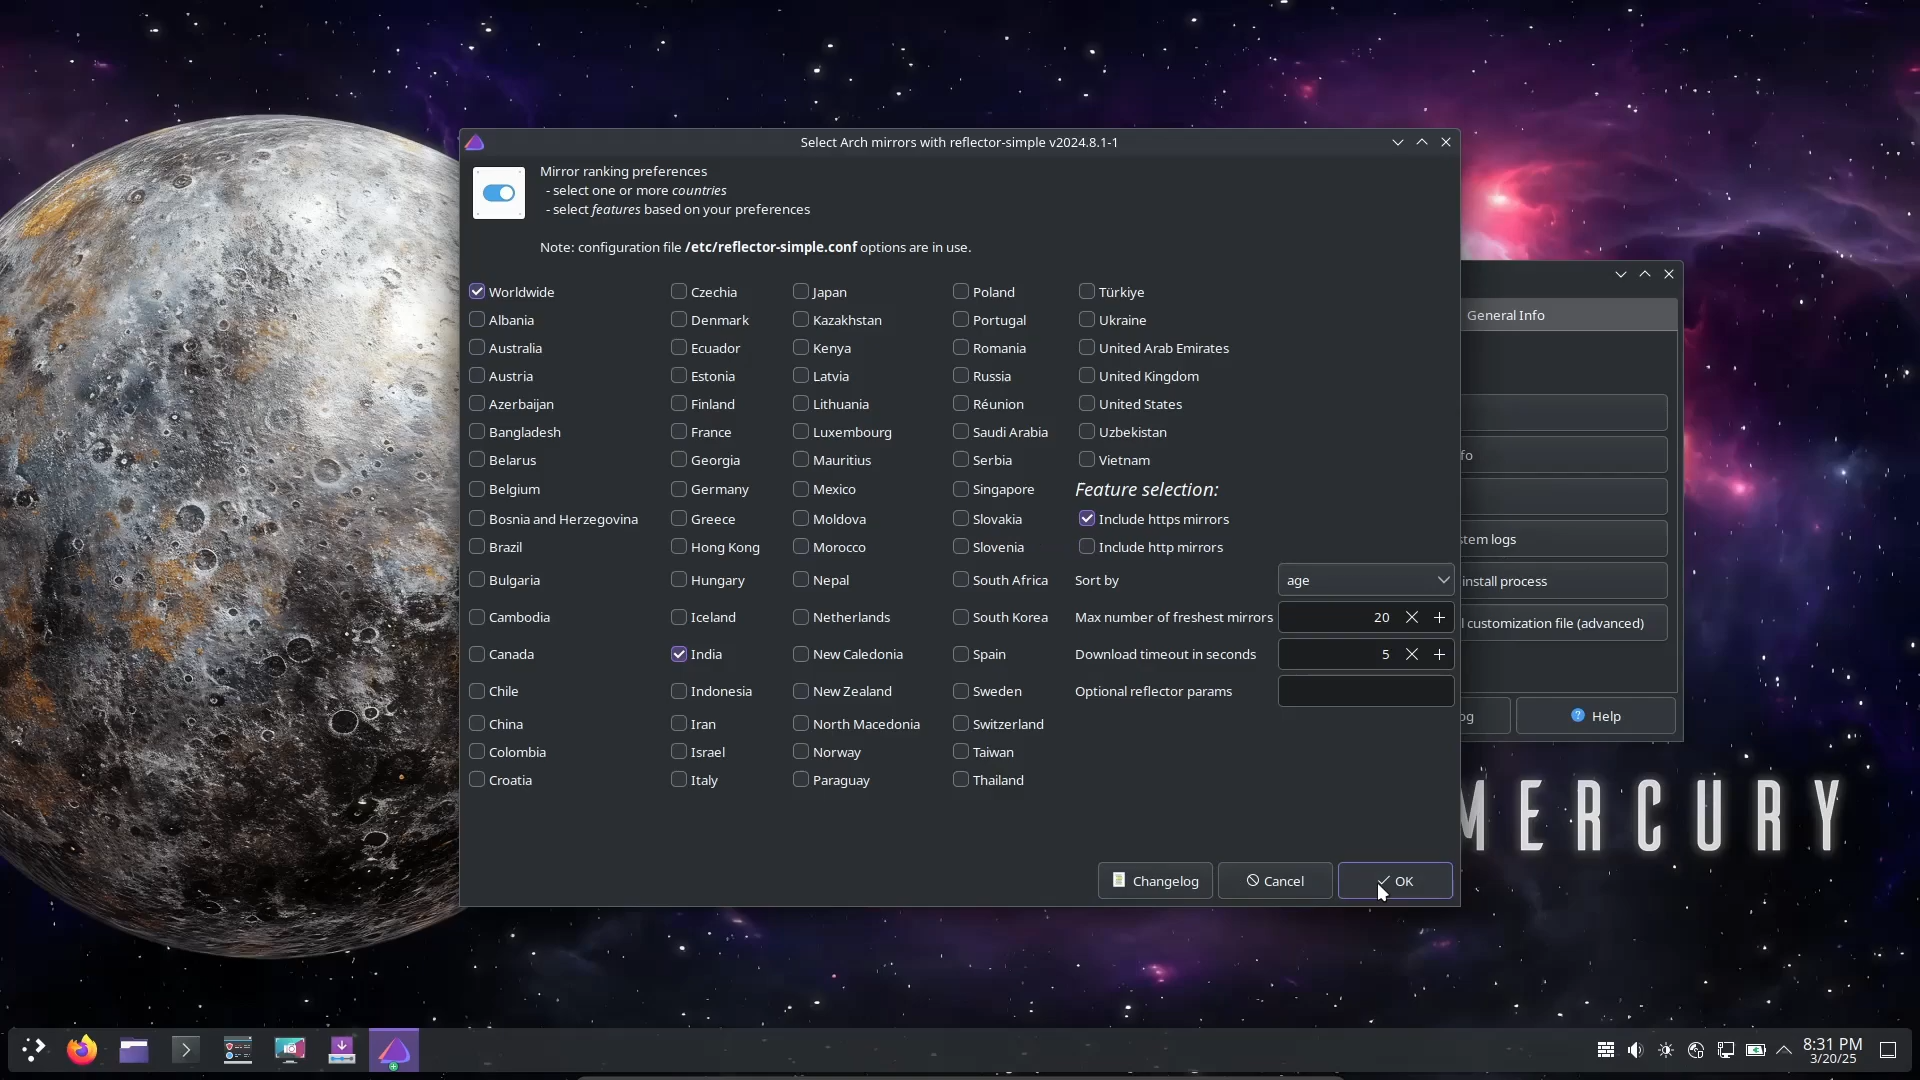 Select Arch mirrors with reflector-simple v2024.8.1-1
Mirror ranking preferences
- select one or more countries
- select features based on your preferences
Note: configuration file /etc/reflector-simple.conf options are in use.
Worldwide
Albania
Australia
Austria
Azerbaijan
Bangladesh
Belarus
Belgium
Bosnia and Herzegovina
Brazil
Bulgaria
Cambodia
Canada
Chile
China
Colombia
Croatia
Czechia
Denmark
Ecuador
Estonia
Finland
France
Georgia
Germany
Greece
Hong Kong
Hungary
Iceland
India
Indonesia
Iran
Israel
Italy
Japan
Kazakhstan
Kenya
Latvia
Lithuania
Luxembourg
Mauritius
Mexico
Moldova
Morocco
Nepal
Netherlands
New Caledonia
New Zealand
North Macedonia
Norway
Paraguay
Poland
Portugal
Romania
Russia
Réunion
Saudi Arabia
Serbia
Singapore
Slovakia
Slovenia
South Africa
South Korea
Spain
Sweden
Switzerland
Taiwan
Thailand
Türkiye
Ukraine
United Arab Emirates
United Kingdom
United States
Uzbekistan
Vietnam
Feature selection:
Include https mirrors
Include http mirrors
Sort by age
Max number of freshest mirrors 20
Download timeout in seconds 5
Optional reflector params
Changelog
Cancel
OK
General Info
fo
stem logs
install process
l customization file (advanced)
og
Help
MERCURY
8:31 PM
3/20/25